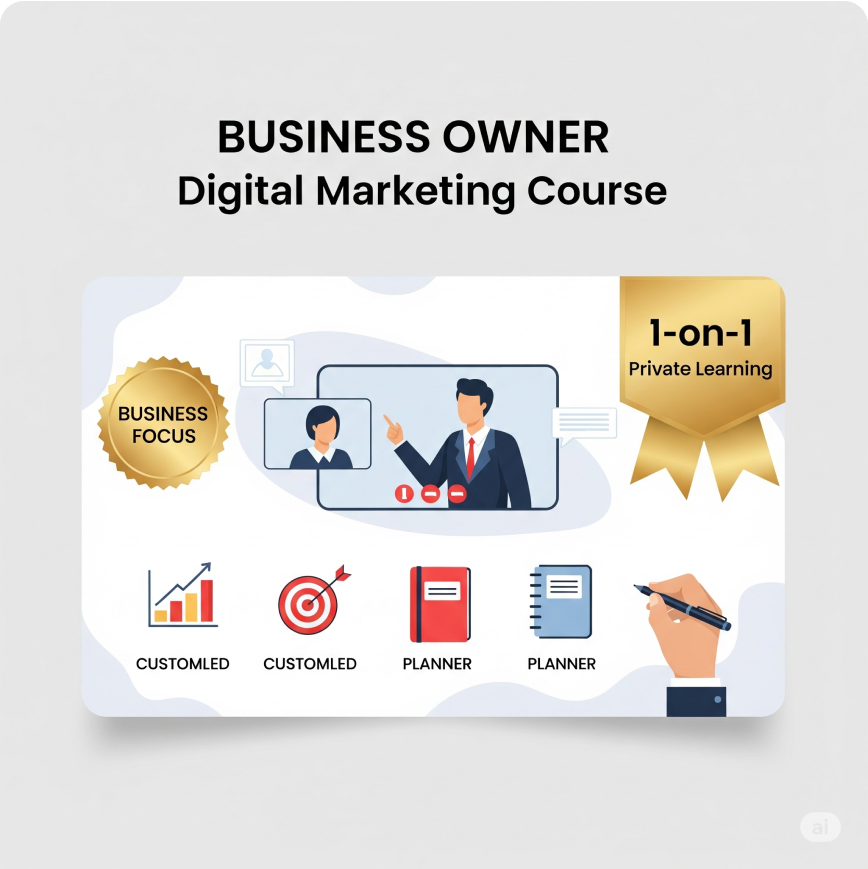 BUSINESS OWNER
Digital Marketing Course
1-on-1
Private Learning
BUSINESS
FOCUS
CUSTOMLED CUSTOMLED PLANNER PLANNER
ai